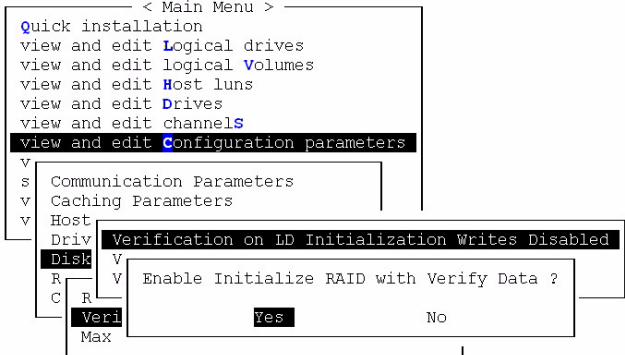 < Main Menu >
Quick installation
view and edit Logical drives
view and edit logical Volumes
view and edit Host luns
view and edit Drives
view and edit channelS
view and edit Configuration parameters
v
s Communication Parameters
v Caching Parameters
v Host
Driv Verification on LD Initialization Writes Disabled
Disk V
R V Enable Initialize RAID with Verify Data ?
C R
Veri Yes No
Max